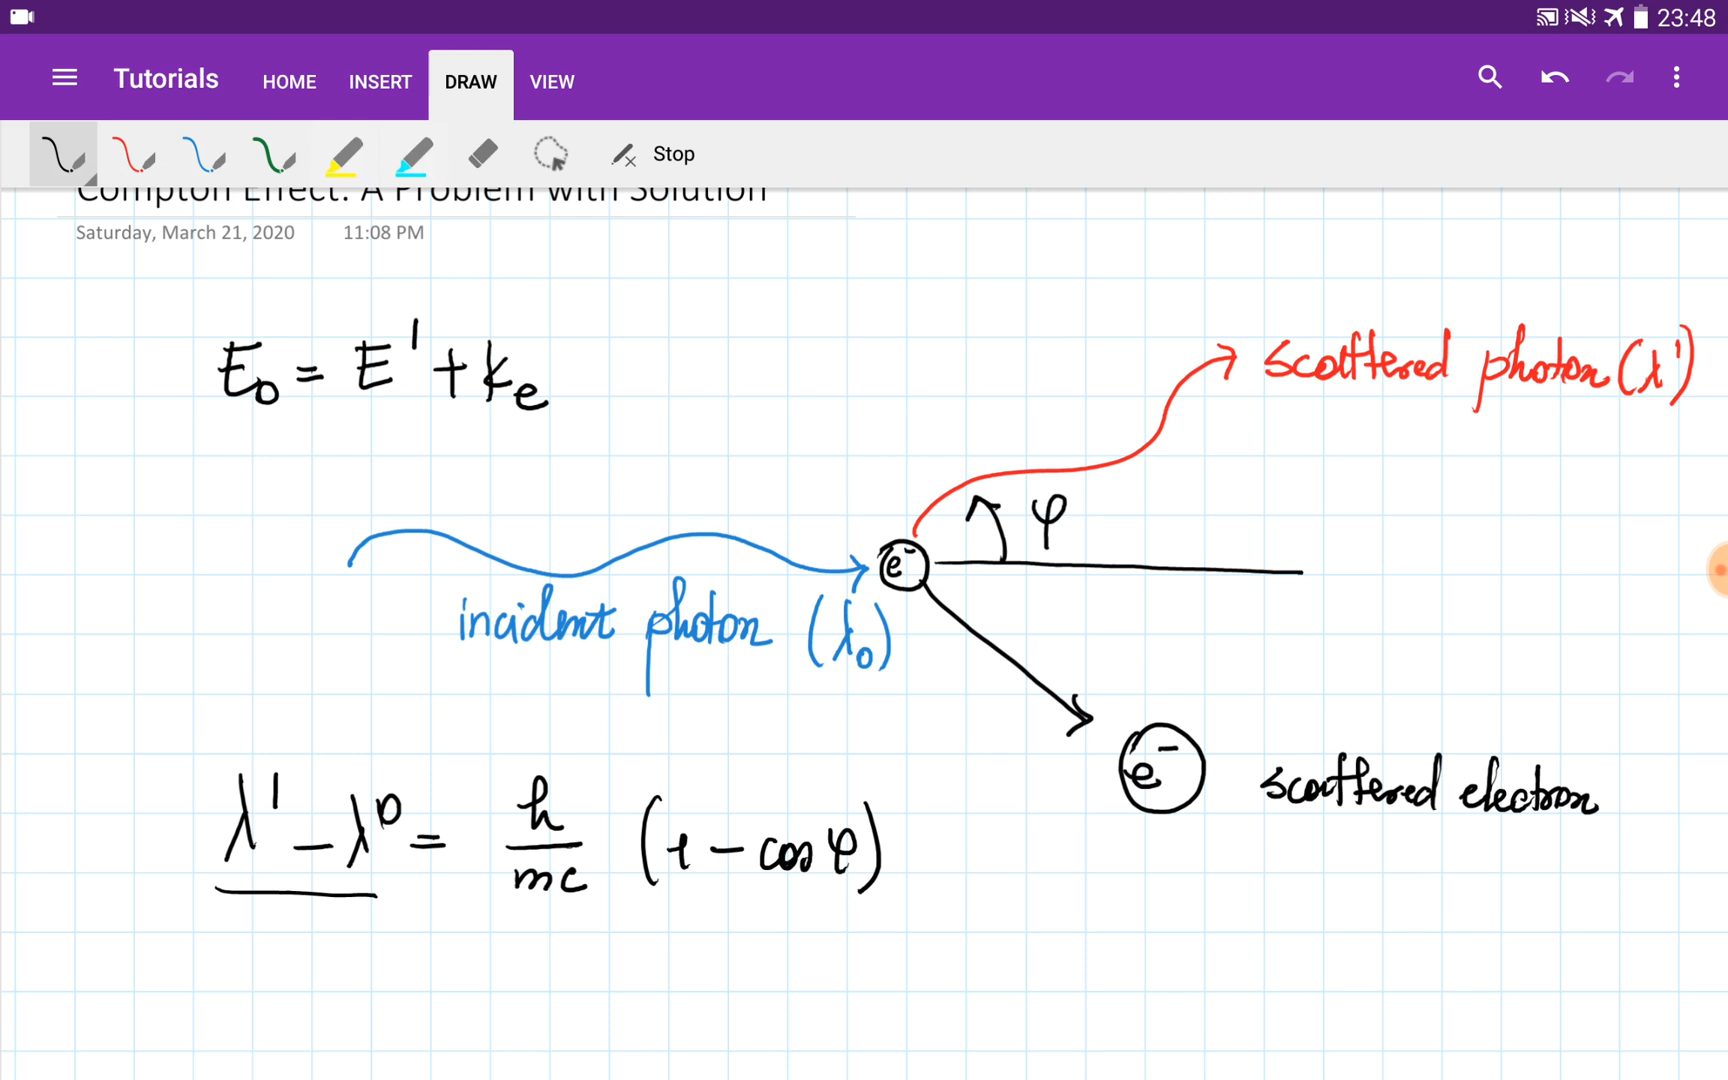 23:48
Tutorials HOME INSERT DRAW VIEW
Stop
Compton Effect: A Problem with Solution
Saturday, March 21, 2020 11:08 PM
E₀ = E' + Kₑ
scattered photon (λ')
φ
e⁻
incident photon (λ₀)
e⁻ scattered electron
λ' - λ⁰ = h/mc (1 - cos φ)